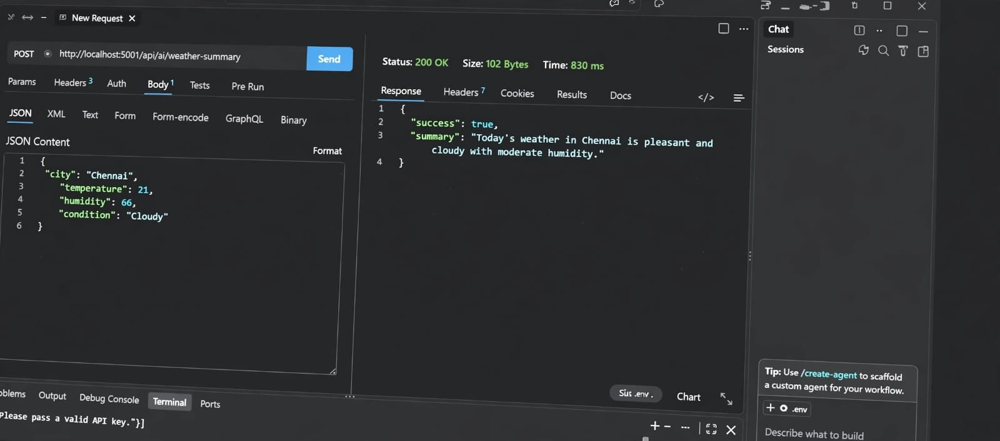 New Request
Chat
Sessions
POST http://localhost:5001/api/ai/weather-summary Send
Status: 200 OK Size: 102 Bytes Time: 830 ms
Params Headers 3 Auth Body 1 Tests Pre Run
Response Headers 7 Cookies Results Docs
</>
JSON XML Text Form Form-encode GraphQL Binary
JSON Content
Format
1 {
2 "city": "Chennai",
3 "temperature": 21,
4 "humidity": 66,
5 "condition": "Cloudy"
6 }
1 {
2 "success": true,
3 "summary": "Today's weather in Chennai is pleasant and
cloudy with moderate humidity."
4 }
.env .
Chart
Tip: Use /create-agent to scaffold
a custom agent for your workflow.
.env
Describe what to build
oblems Output Debug Console Terminal Ports
Please pass a valid API key."}]